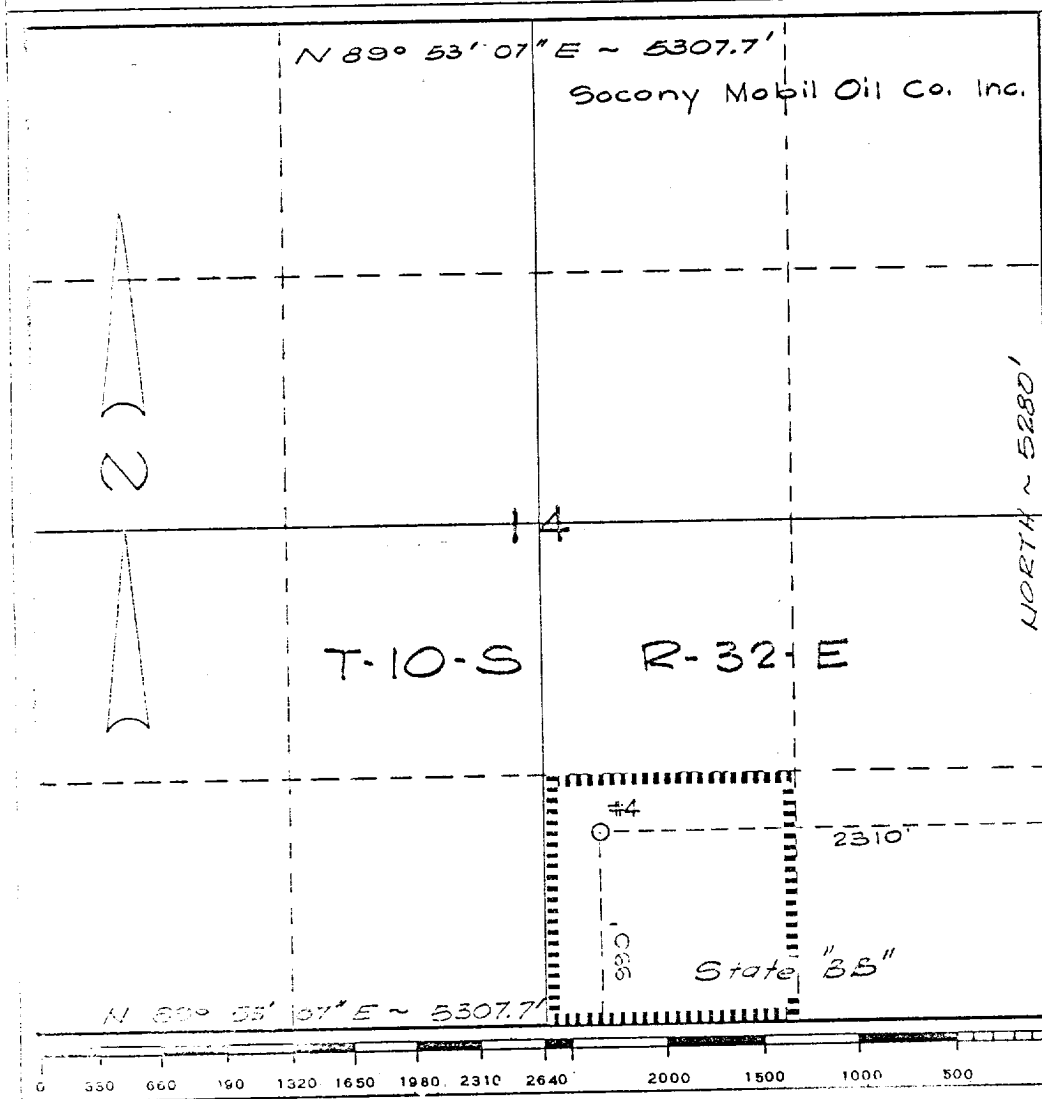 N 89° 53' 07" E ~ 5307.7'
Socony Mobil Oil Co. Inc.
N
NORTH ~ 5280'
14
T-10-S R-32-E
#4
2310'
990'
State "BB"
N 89° 53' 07" E ~ 5307.7'
0 330 660 990 1320 1650 1980 2310 2640 2000 1500 1000 500